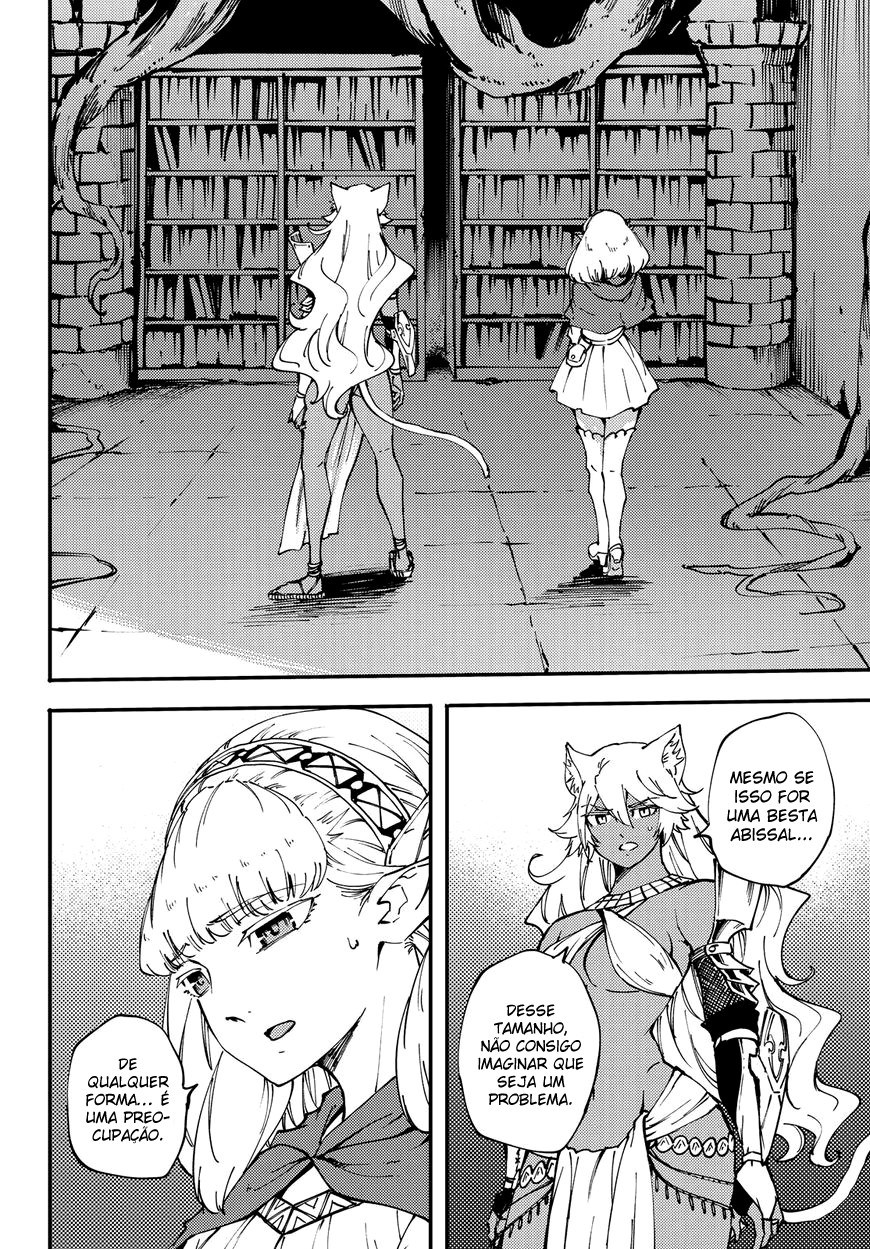 MESMO SE
ISSO FOR
UMA BESTA
ABISSAL...
DESSE
TAMANHO,
NÃO CONSIGO
IMAGINAR QUE
SEJA UM
PROBLEMA.
DE
QUALQUER
FORMA... É
UMA PREO-
CUPAÇÃO.